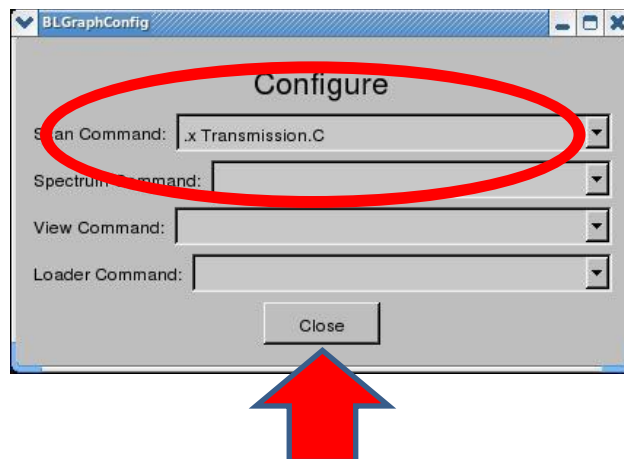 BLGraphConfig
Configure
Scan Command: .x Transmission.C
Spectrum Command:
View Command:
Loader Command:
Close